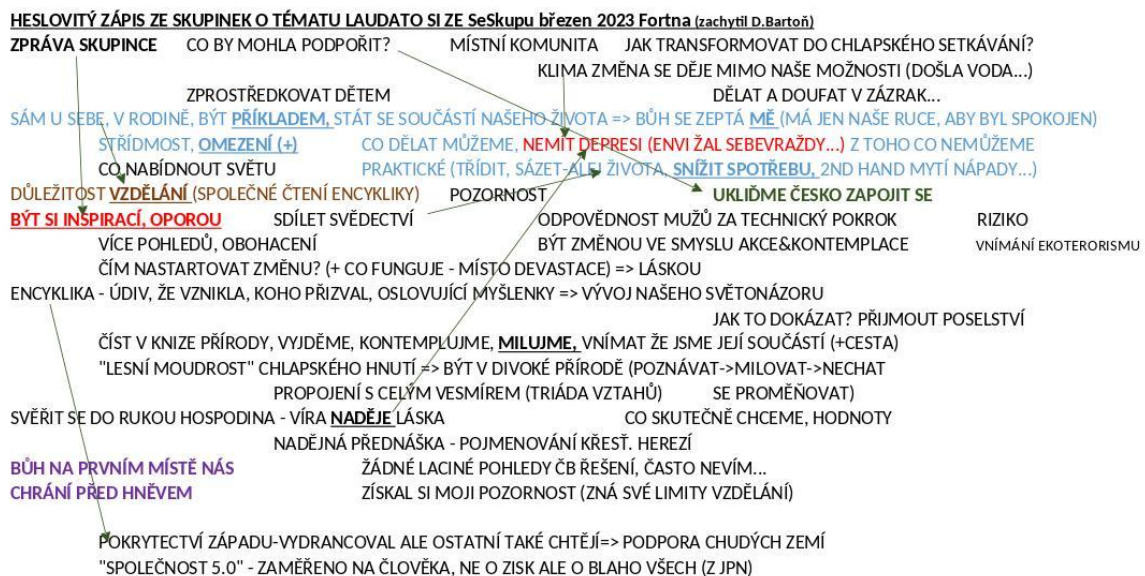 HESLOVITÝ ZÁPIS ZE SKUPINEK O TÉMATU LAUDATO SI ZE SeSkupu březen 2023 Fortna (zachytil D.Bartoň)
ZPRÁVA SKUPINCE CO BY MOHLA PODPOŘIT? MÍSTNÍ KOMUNITA JAK TRANSFORMOVAT DO CHLAPSKÉHO SETKÁVÁNÍ?
KLIMA ZMĚNA SE DĚJE MIMO NAŠE MOŽNOSTI (DOŠLA VODA...)
ZPROSTŘEDKOVAT DĚTEM DĚLAT A DOUFAT V ZÁZRAK...
SÁM U SEBE, V RODINĚ, BÝT PŘÍKLADEM, STÁT SE SOUČÁSTÍ NAŠEHO ŽIVOTA => BŮH SE ZEPTÁ MĚ (MÁ JEN NAŠE RUCE, ABY BYL SPOKOJEN)
STŘÍDMOST, OMEZENÍ (+) CO DĚLAT MŮŽEME, NEMÍT DEPRESI (ENVI ŽAL SEBEVRAŽDY...) Z TOHO CO NEMŮŽEME
CO NABÍDNOUT SVĚTU PRAKTICKÉ (TŘÍDIT, SÁZET-ALEJ ŽIVOTA, SNÍŽIT SPOTŘEBU, 2ND HAND MYTÍ NÁPADY...)
DŮLEŽITOST VZDĚLÁNÍ (SPOLEČNÉ ČTENÍ ENCYKLIKY) POZORNOST UKLIĎME ČESKO ZAPOJIT SE
BÝT SI INSPIRACÍ, OPOROU SDÍLET SVĚDECTVÍ ODPOVĚDNOST MUŽŮ ZA TECHNICKÝ POKROK RIZIKO
VÍCE POHLEDŮ, OBOHACENÍ BÝT ZMĚNOU VE SMYSLU AKCE&KONTEMPLACE VNÍMÁNÍ EKOTERORISMU
ČÍM NASTARTOVAT ZMĚNU? (+ CO FUNGUJE - MÍSTO DEVASTACE) => LÁSKOU
ENCYKLIKA - ÚDIV, ŽE VZNIKLA, KOHO PŘIZVAL, OSLOVUJÍCÍ MYŠLENKY => VÝVOJ NAŠEHO SVĚTONÁZORU
JAK TO DOKÁZAT? PŘIJMOUT POSELSTVÍ
ČÍST V KNIZE PŘÍRODY, VYJDĚME, KONTEMPLUJME, MILUJME, VNÍMAT ŽE JSME JEJÍ SOUČÁSTÍ (+CESTA)
"LESNÍ MOUDROST" CHLAPSKÉHO HNUTÍ => BÝT V DIVOKÉ PŘÍRODĚ (POZNÁVAT->MILOVAT->NECHAT
PROPOJENÍ S CELÝM VESMÍREM (TRIÁDA VZTAHŮ) SE PROMĚŇOVAT)
SVĚŘIT SE DO RUKOU HOSPODINA - VÍRA NADĚJE LÁSKA CO SKUTEČNĚ CHCEME, HODNOTY
NADĚJNÁ PŘEDNÁŠKA - POJMENOVÁNÍ KŘESŤ. HEREZÍ
BŮH NA PRVNÍM MÍSTĚ NÁS ŽÁDNÉ LACINÉ POHLEDY ČB ŘEŠENÍ, ČASTO NEVÍM...
CHRÁNÍ PŘED HNĚVEM ZÍSKAL SI MOJI POZORNOST (ZNÁ SVÉ LIMITY VZDĚLÁNÍ)
POKRYTECTVÍ ZÁPADU-VYDRANCOVAL ALE OSTATNÍ TAKÉ CHTĚJÍ=> PODPORA CHUDÝCH ZEMÍ
"SPOLEČNOST 5.0" - ZAMĚŘENO NA ČLOVĚKA, NE O ZISK ALE O BLAHO VŠECH (Z JPN)